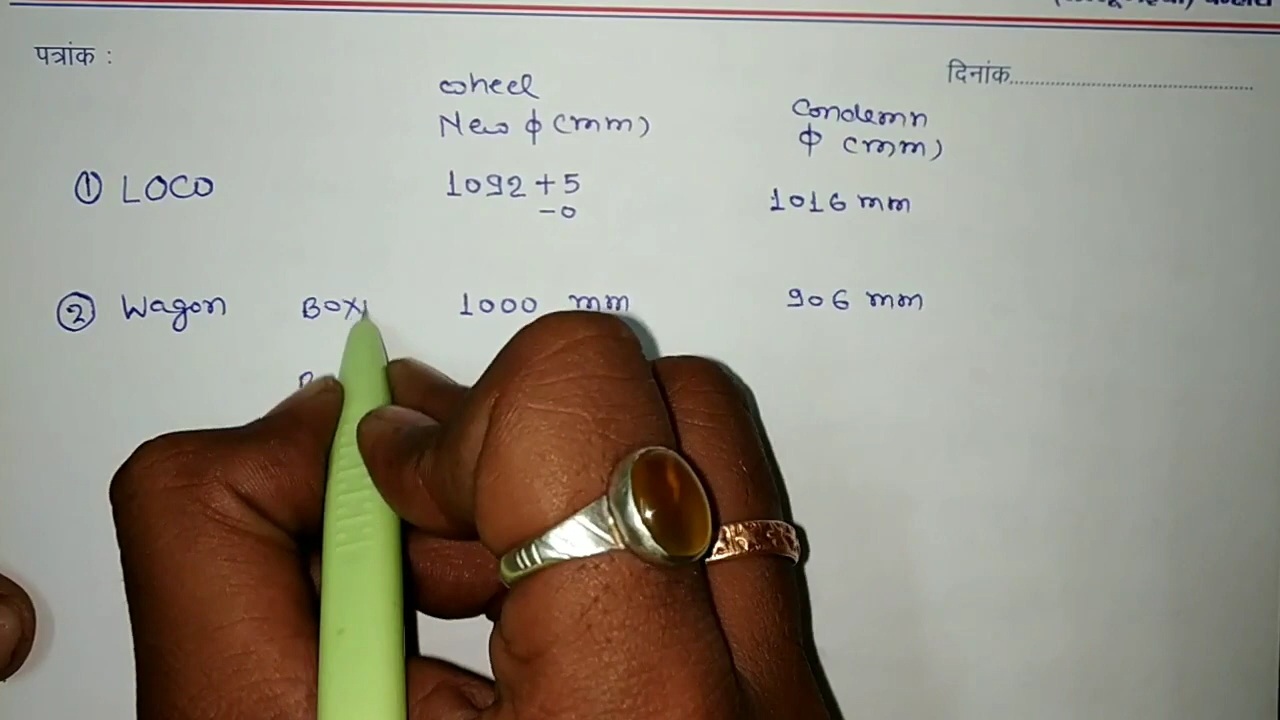 पत्रांक :
दिनांक
wheel
New ϕ (mm)
Condemn
ϕ (mm)
① LOCO 1092 + 5
- 0
1016 mm
② Wagon BOXN 1000 mm 906 mm